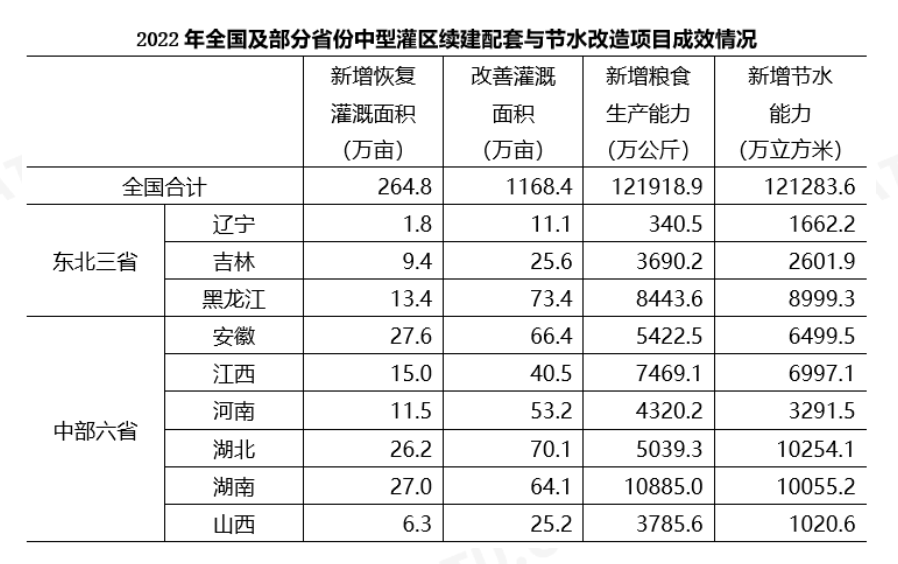 2022 年全国及部分省份中型灌区续建配套与节水改造项目成效情况
新增恢复 改善灌溉 新增粮食 新增节水
灌溉面积 面积 生产能力 能力
（万亩） （万亩） （万公斤） （万立方米）
全国合计 264.8 1168.4 121918.9 121283.6
辽宁 1.8 11.1 340.5 1662.2
东北三省 吉林 9.4 25.6 3690.2 2601.9
黑龙江 13.4 73.4 8443.6 8999.3
安徽 27.6 66.4 5422.5 6499.5
江西 15.0 40.5 7469.1 6997.1
河南 11.5 53.2 4320.2 3291.5
中部六省
湖北 26.2 70.1 5039.3 10254.1
湖南 27.0 64.1 10885.0 10055.2
山西 6.3 25.2 3785.6 1020.6